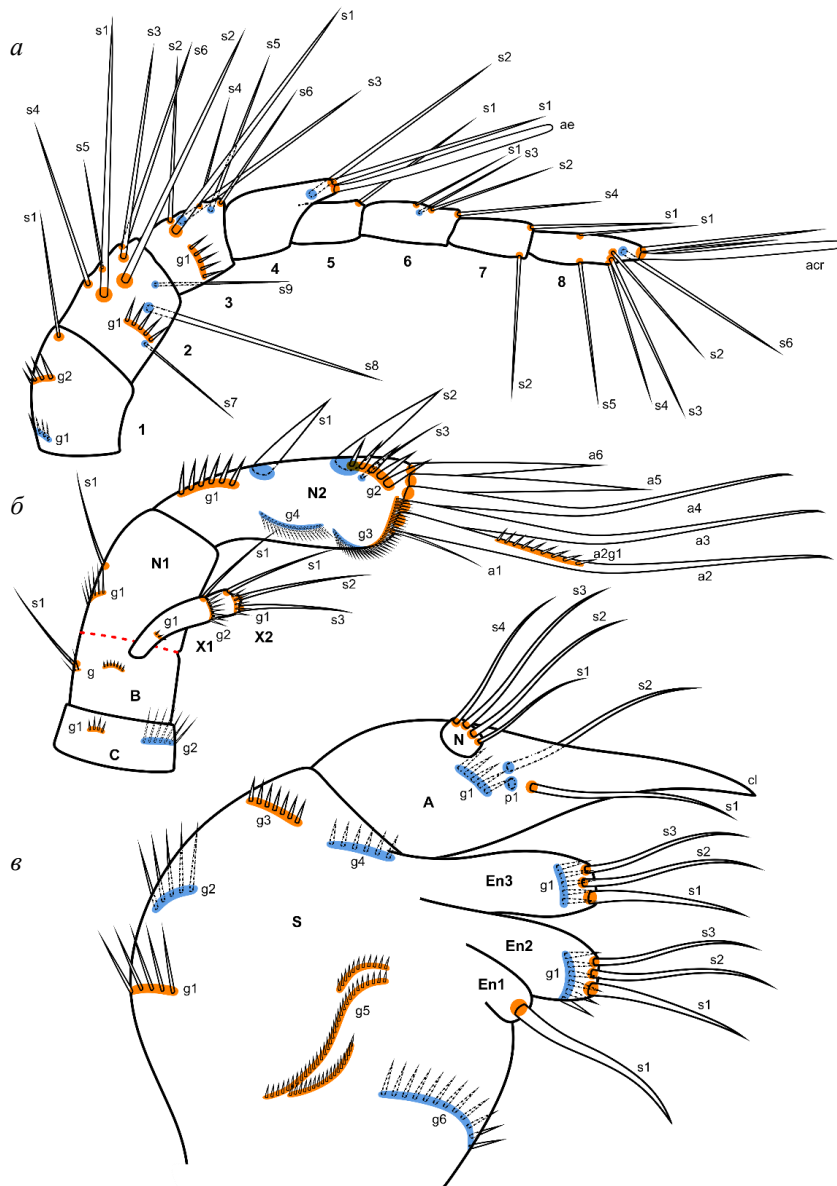 а
s1
s3
s2
s6
s2
s5
s1
s4
s5
s4
s6
s3
s2
s1
s1
ae
s1
s3
s2
s4
s1
s1
acr
s1
g1
g2
g1
g1
s9
s8
s7
s2
s5
s4
s3
s2
s6
1
2
3
4
5
6
7
8
б
s1
s1
s2
s3
a6
a5
a4
a3
a2g1
a2
a1
g1
N2
g2
g4
g3
N1
g1
s1
s1
s1
s2
s3
g1
g2
g1
X1
X2
g
B
g1
C
g2
в
s4
s3
s2
s1
s2
N
g1
p1
A
cl
s1
g3
g4
g2
g1
S
g5
g6
En3
g1
s3
s2
s1
En2
g1
s3
s2
s1
En1
s1